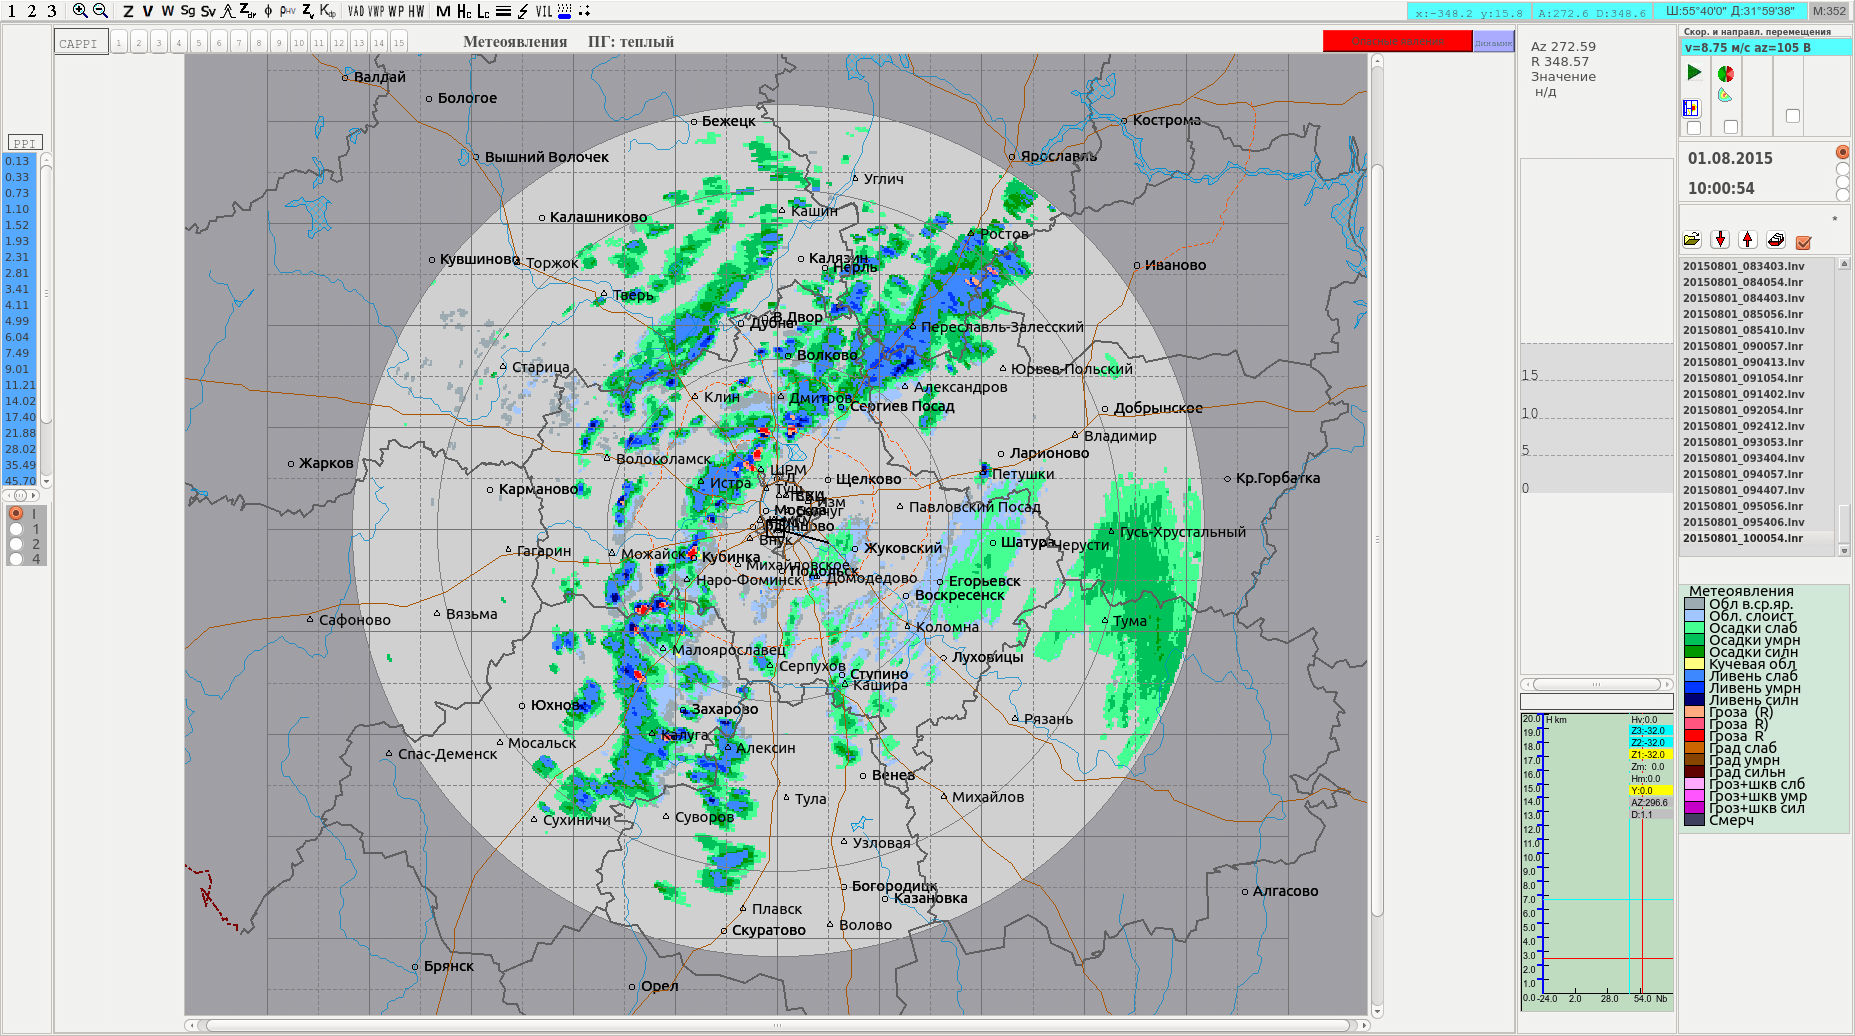 1 2 3 Z V W Sg Sv Λ Z ϕ Z K VAD VWP WP HW M Hc Lc VIL
x:-348.2 y:15.8 A:272.6 D:348.6 Ш:55°40'0" Д:31°59'38" М:352
CAPPI 1 2 3 4 5 6 7 8 9 10 11 12 13 14 15
Метеоявления ПГ: теплый
Динамик
PPI
0.13
0.33
0.73
1.10
1.52
1.93
2.31
2.81
3.41
4.11
4.99
6.04
7.49
9.01
11.21
14.02
17.40
21.88
28.02
35.49
45.70
I
1
2
4
Валдай
Бологое
Бежецк
Кострома
Вышний Волочек
Ярославль
Углич
Калашниково
Кашин
Ростов
Кувшиново
Торжок
Калязин
Нерль
Иваново
Тверь
Дубна
В.Двор
Переславль-Залесский
Волково
Старица
Юрьев-Польский
Александров
Клин
Дмитров
Сергиев Посад
Добрынское
Владимир
Жарков
Волоколамск
Ларионово
ШРМ
Петушки
Кр.Горбатка
Карманово
Истра
Щелково
Павловский Посад
Гусь-Хрустальный
Гагарин
Можайск
Кубинка
Внук
Жуковский
Шатура
Черусти
Михайловское
Подольск
Наро-Фоминск
Домодедово
Егорьевск
Воскресенск
Вязьма
Сафоново
Коломна
Тума
Малоярославец
Серпухов
Луховицы
Ступино
Кашира
Юхнов
Захарово
Рязань
Калуга
Мосальск
Алексин
Спас-Деменск
Венев
Тула
Михайлов
Сухиничи
Суворов
Узловая
Богородицк
Казановка
Алгасово
Плавск
Скуратово
Волово
Брянск
Орел
Az 272.59
R 348.57
Значение
н/д
15
10
5
0
20.0 H km Hv:0.0
19.0 Z3:-32.0
18.0 Z2:-32.0
17.0 Z1:-32.0
16.0 Zm: 0.0
15.0 Hm:0.0
14.0 Y:0.0
13.0 AZ:296.6
12.0 D:1.1
11.0
10.0
9.0
8.0
7.0
6.0
5.0
4.0
3.0
2.0
1.0
0.0 -24.0 2.0 28.0 54.0 Nb
Скор. и направл. перемещения
v=8.75 м/с az=105 В
01.08.2015
10:00:54
*
20150801_083403.lnv
20150801_084054.lnr
20150801_084403.lnv
20150801_085056.lnr
20150801_085410.lnv
20150801_090057.lnr
20150801_090413.lnv
20150801_091054.lnr
20150801_091402.lnv
20150801_092054.lnr
20150801_092412.lnv
20150801_093053.lnr
20150801_093404.lnv
20150801_094057.lnr
20150801_094407.lnv
20150801_095056.lnr
20150801_095406.lnv
20150801_100054.lnr
Метеоявления
Обл в.ср.яр.
Обл. слоист
Осадки слаб
Осадки умрн
Осадки силн
Кучевая обл
Ливень слаб
Ливень умрн
Ливень силн
Гроза (R)
Гроза R)
Гроза R
Град слаб
Град умрн
Град сильн
Гроз+шкв слб
Гроз+шкв умр
Гроз+шкв сил
Смерч